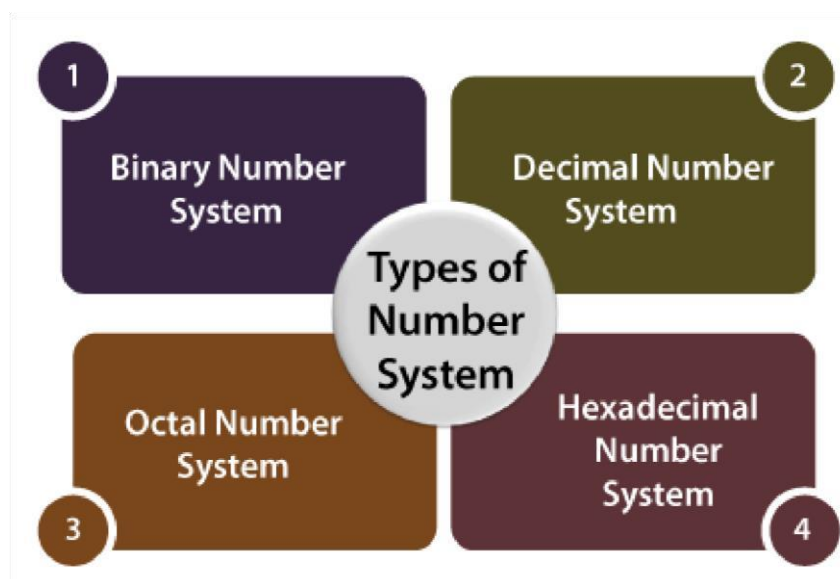 1
Binary Number
System
2
Decimal Number
System
Types of
Number
System
3
Octal Number
System
4
Hexadecimal
Number
System